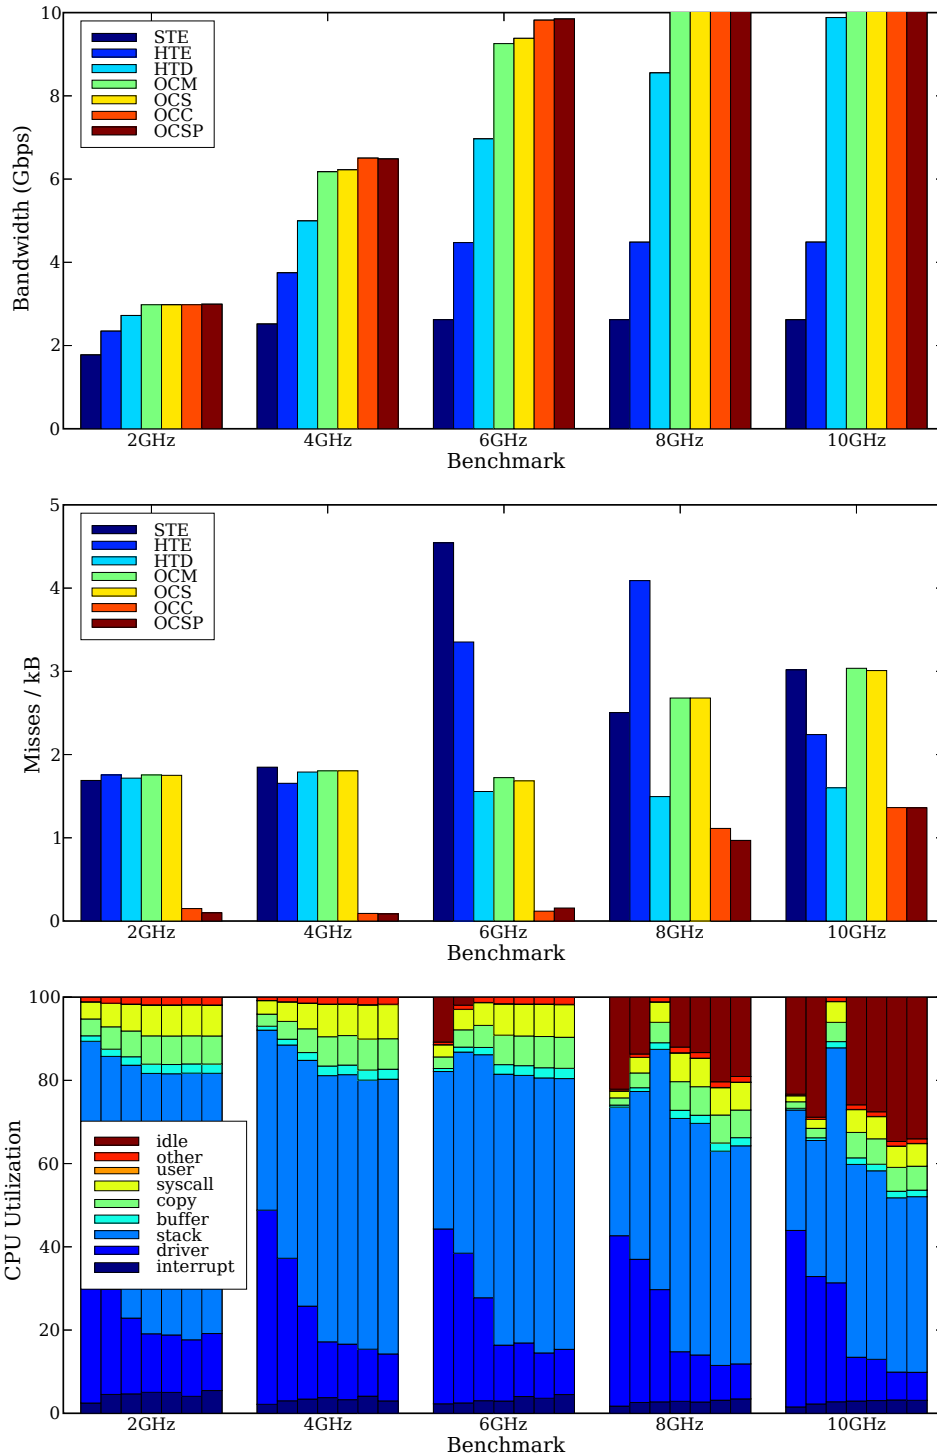 10
8
6
4
2
0
Bandwidth (Gbps)
STE
HTE
HTD
OCM
OCS
OCC
OCSP
2GHz 4GHz 6GHz 8GHz 10GHz
Benchmark
5
4
3
2
1
0
Misses / kB
STE
HTE
HTD
OCM
OCS
OCC
OCSP
2GHz 4GHz 6GHz 8GHz 10GHz
Benchmark
100
80
60
40
20
0
CPU Utilization
idle
other
user
syscall
copy
buffer
stack
driver
interrupt
2GHz 4GHz 6GHz 8GHz 10GHz
Benchmark